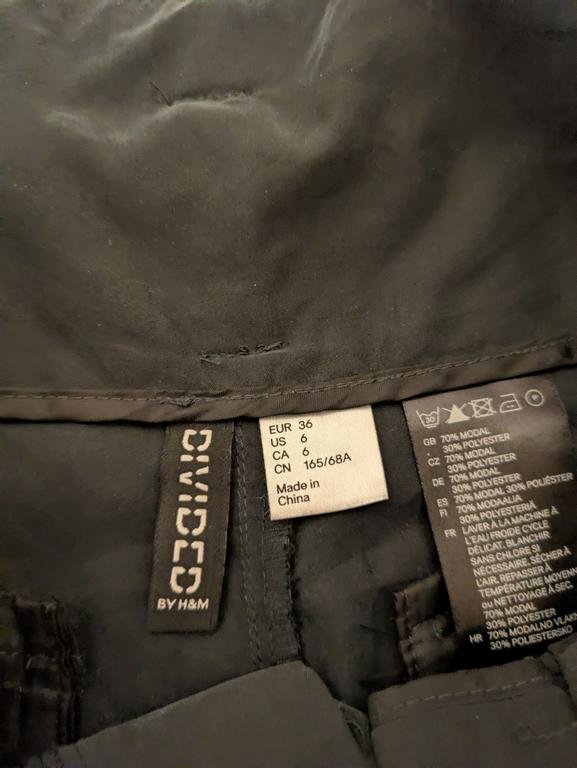 DIVIDED
BY H&M
EUR 36
US 6
CA 6
CN 165/68A
Made in
China
30
P
GB 70% MODAL
30% POLYESTER
CZ 70% MODAL
30% POLYESTER
DE 70% MODAL
30% POLYESTER
ES 70% MODAL 30% POLIÉSTER
FI 70% MODAALIA
30% POLYESTERIÄ
FR LAVER À LA MACHINE À
L'EAU FROIDE CYCLE
DÉLICAT, BLANCHIR
SANS CHLORE SI
NÉCESSAIRE, SÉCHER À
L'AIR, REPASSER À
TEMPÉRATURE MOYENN
OU NETTOYAGE À SEC.
70% MODAL
30% POLYESTER
HR 70% MODALNO VLAK
30% POLIESTERSKO